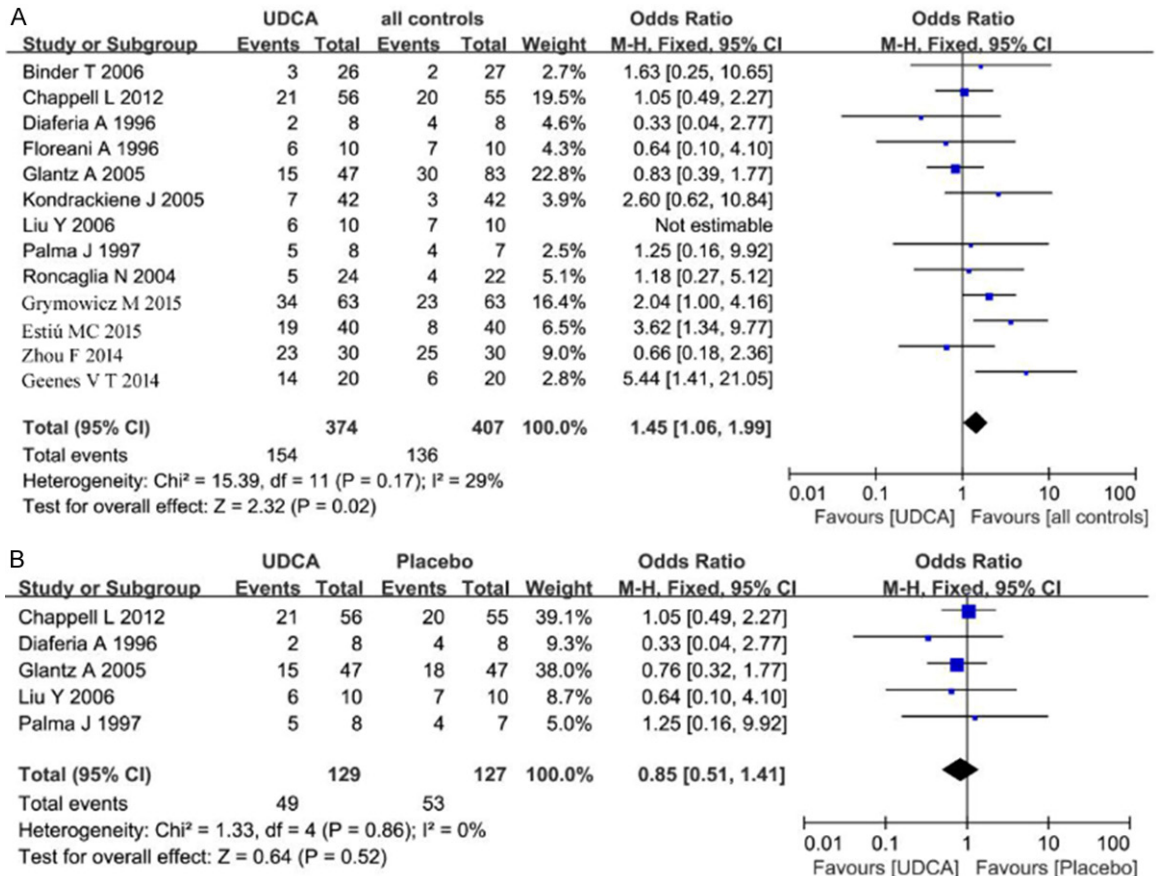 A
UDCA all controls Odds Ratio Odds Ratio
Study or Subgroup Events Total Events Total Weight M-H, Fixed, 95% CI M-H, Fixed, 95% CI
Binder T 2006 3 26 2 27 2.7% 1.63 [0.25, 10.65]
Chappell L 2012 21 56 20 55 19.5% 1.05 [0.49, 2.27]
Diaferia A 1996 2 8 4 8 4.6% 0.33 [0.04, 2.77]
Floreani A 1996 6 10 7 10 4.3% 0.64 [0.10, 4.10]
Glantz A 2005 15 47 30 83 22.8% 0.83 [0.39, 1.77]
Kondrackiene J 2005 7 42 3 42 3.9% 2.60 [0.62, 10.84]
Liu Y 2006 6 10 7 10 Not estimable
Palma J 1997 5 8 4 7 2.5% 1.25 [0.16, 9.92]
Roncaglia N 2004 5 24 4 22 5.1% 1.18 [0.27, 5.12]
Grymowicz M 2015 34 63 23 63 16.4% 2.04 [1.00, 4.16]
Estiú MC 2015 19 40 8 40 6.5% 3.62 [1.34, 9.77]
Zhou F 2014 23 30 25 30 9.0% 0.66 [0.18, 2.36]
Geenes V T 2014 14 20 6 20 2.8% 5.44 [1.41, 21.05]
Total (95% CI) 374 407 100.0% 1.45 [1.06, 1.99]
Total events 154 136
Heterogeneity: Chi² = 15.39, df = 11 (P = 0.17); I² = 29%
Test for overall effect: Z = 2.32 (P = 0.02)
0.01 0.1 1 10 100
Favours [UDCA] Favours [all controls]
B
UDCA Placebo Odds Ratio Odds Ratio
Study or Subgroup Events Total Events Total Weight M-H, Fixed, 95% CI M-H, Fixed, 95% CI
Chappell L 2012 21 56 20 55 39.1% 1.05 [0.49, 2.27]
Diaferia A 1996 2 8 4 8 9.3% 0.33 [0.04, 2.77]
Glantz A 2005 15 47 18 47 38.0% 0.76 [0.32, 1.77]
Liu Y 2006 6 10 7 10 8.7% 0.64 [0.10, 4.10]
Palma J 1997 5 8 4 7 5.0% 1.25 [0.16, 9.92]
Total (95% CI) 129 127 100.0% 0.85 [0.51, 1.41]
Total events 49 53
Heterogeneity: Chi² = 1.33, df = 4 (P = 0.86); I² = 0%
Test for overall effect: Z = 0.64 (P = 0.52)
0.01 0.1 1 10 100
Favours [UDCA] Favours [Placebo]